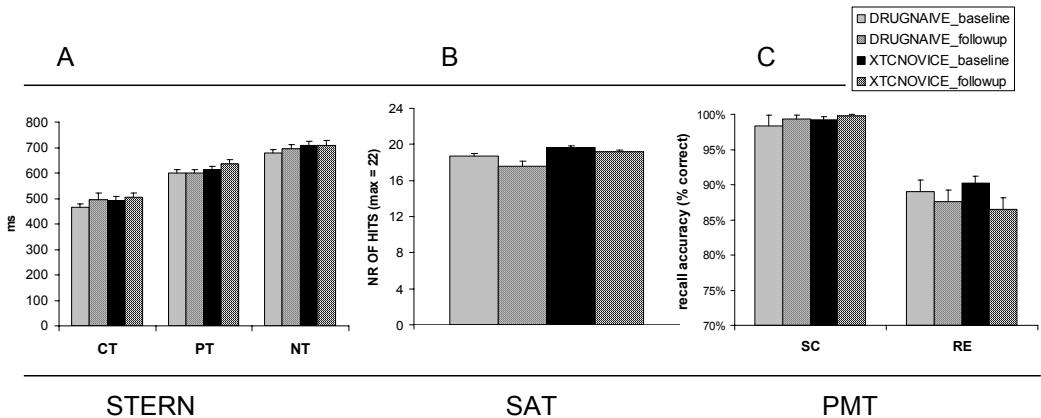 A
B
C
DRUGNAIVE_baseline
DRUGNAIVE_followup
XTCNOVICE_baseline
XTCNOVICE_followup
ms
800
700
600
500
400
300
200
100
0
CT PT NT
NR OF HITS (max = 22)
24
20
16
12
8
4
0
recall accuracy (% correct)
100%
95%
90%
85%
80%
75%
70%
SC RE
STERN SAT PMT